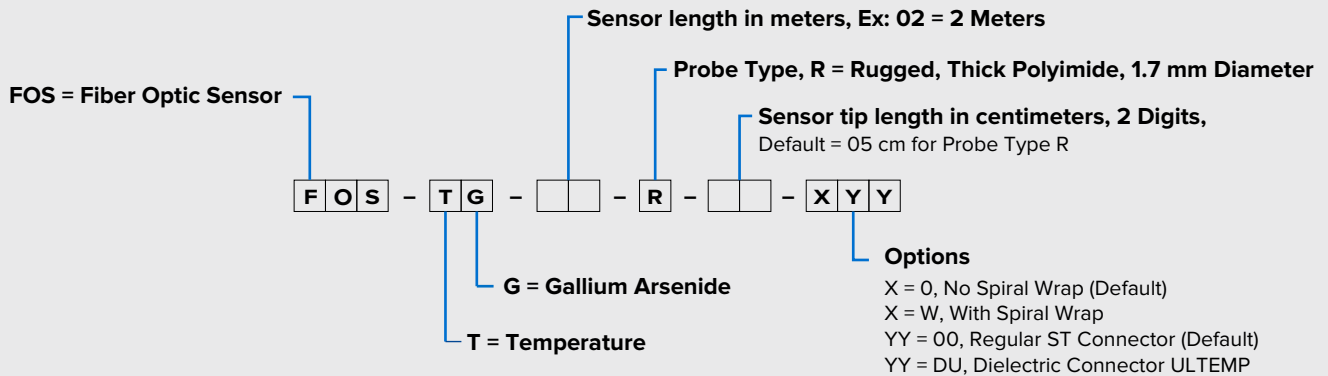 Sensor length in meters, Ex: 02 = 2 Meters
Probe Type, R = Rugged, Thick Polyimide, 1.7 mm Diameter
FOS = Fiber Optic Sensor
Sensor tip length in centimeters, 2 Digits,
Default = 05 cm for Probe Type R
F O S – T G – – R – – X Y Y
Options
G = Gallium Arsenide
X = 0, No Spiral Wrap (Default)
X = W, With Spiral Wrap
T = Temperature
YY = 00, Regular ST Connector (Default)
YY = DU, Dielectric Connector ULTEMP